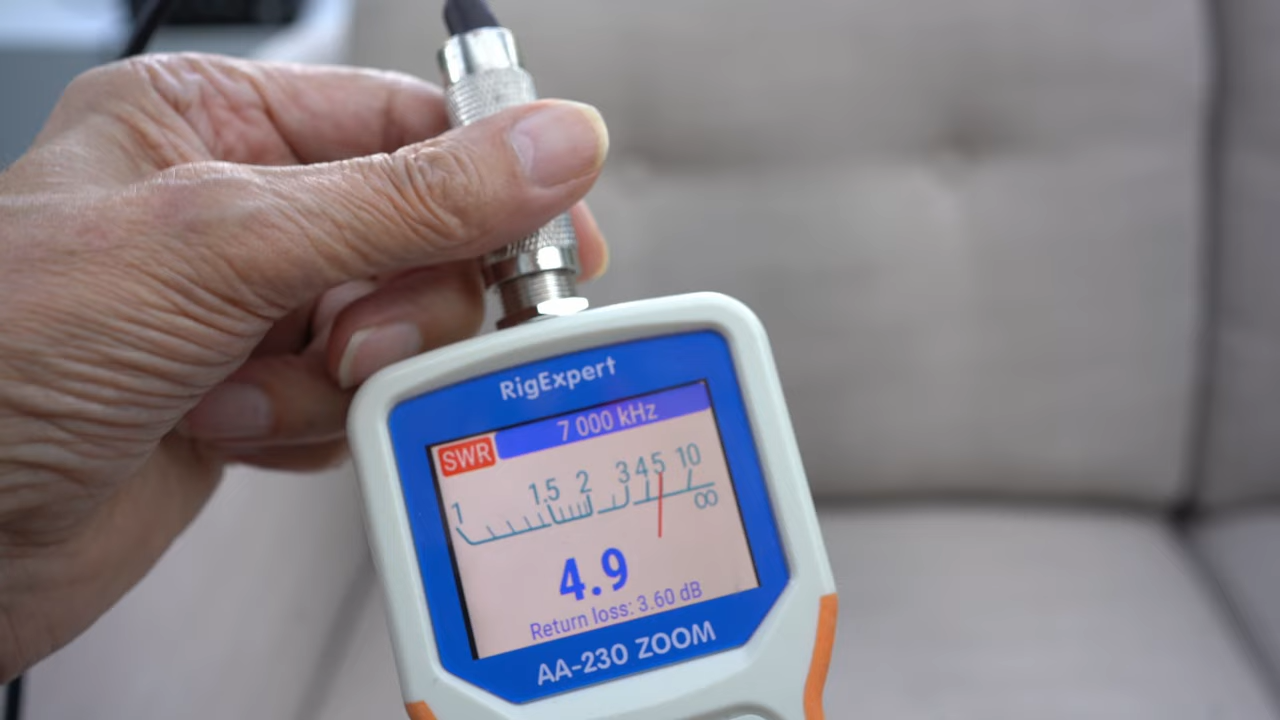 RigExpert
SWR 7 000 kHz
1 1.5 2 3 4 5 10
∞
4.9
Return loss: 3.60 dB
AA-230 ZOOM